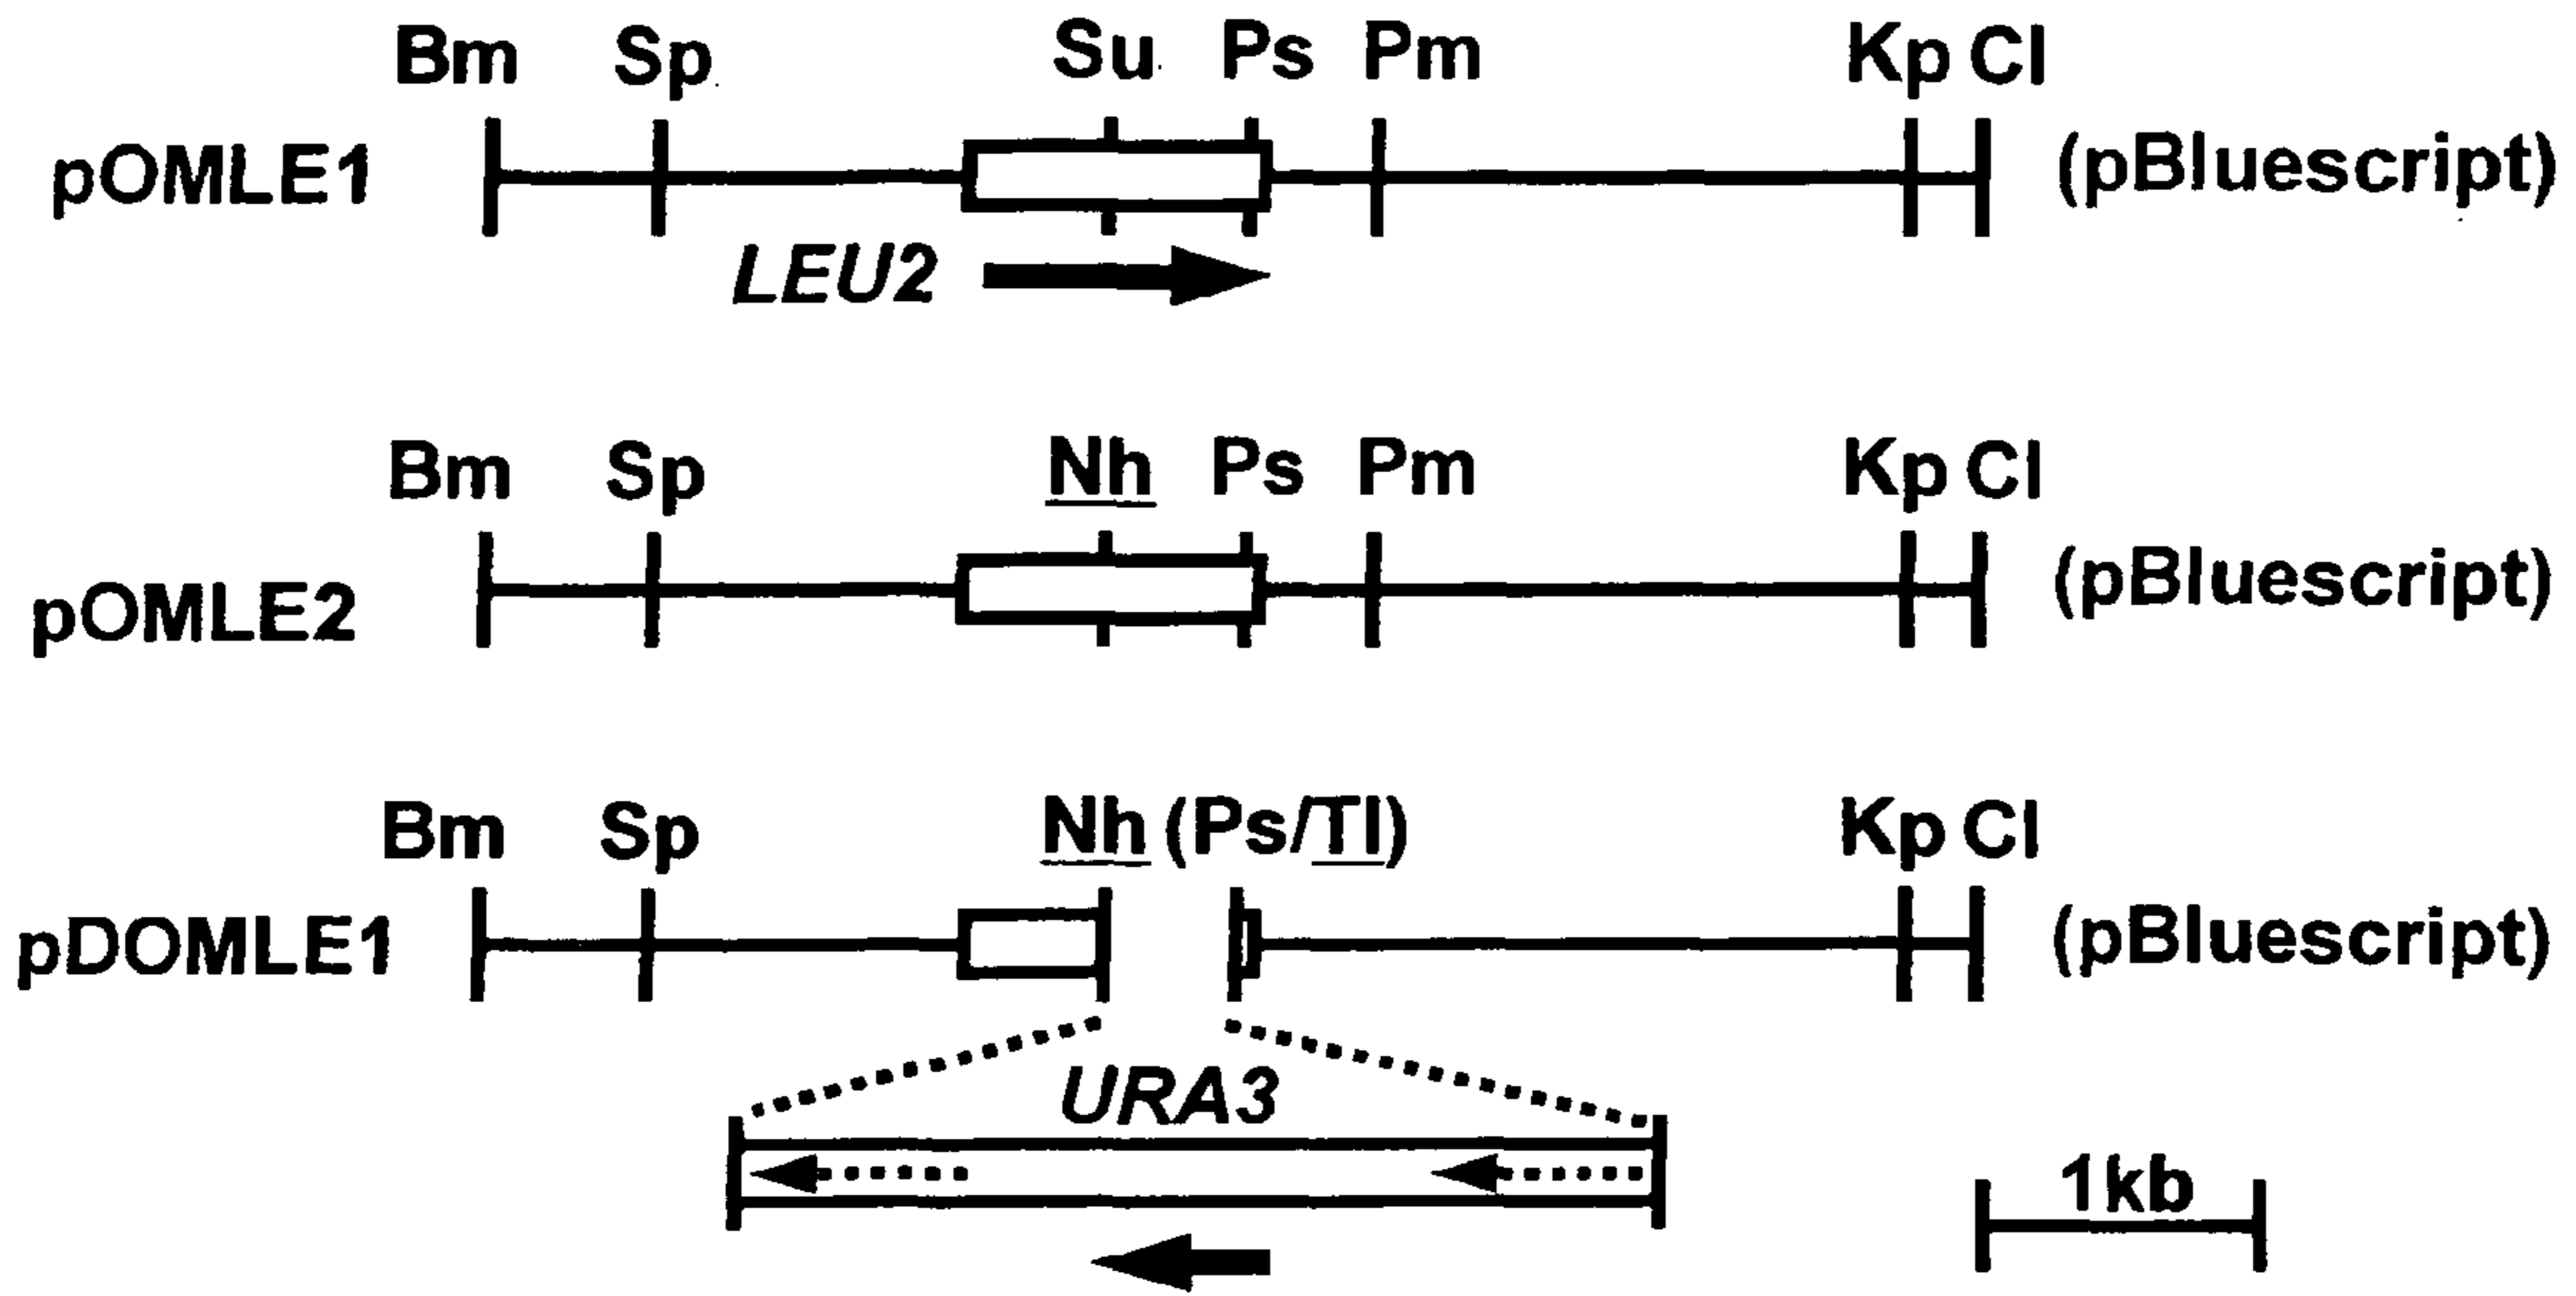 Bm Sp Su Ps Pm Kp Cl
pOMLE1 (pBluescript)
LEU2
Bm Sp Nh Ps Pm Kp Cl
pOMLE2 (pBluescript)
Bm Sp Nh (Ps/Tl) Kp Cl
pDOMLE1 (pBluescript)
URA3
1kb